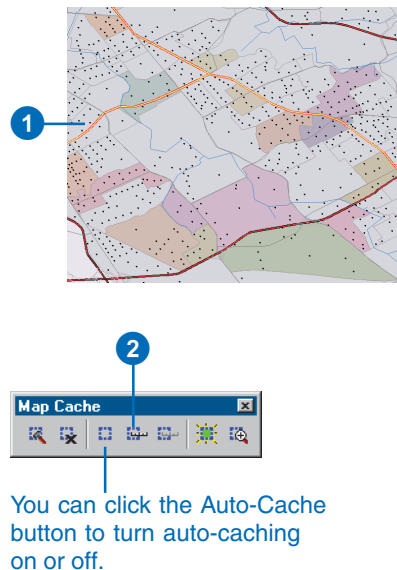 1
2
Map Cache
You can click the Auto-Cache
button to turn auto-caching
on or off.